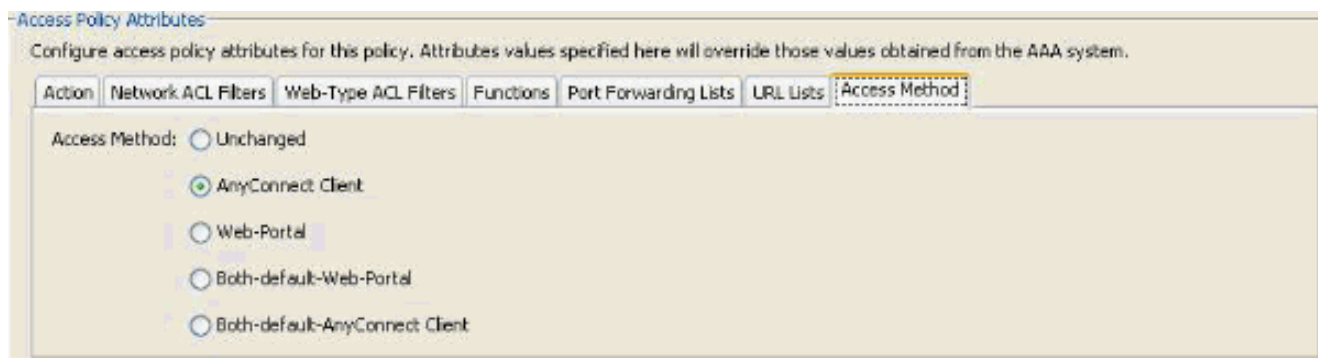 Access Policy Attributes
Configure access policy attributes for this policy. Attributes values specified here will override those values obtained from the AAA system.
Action Network ACL Filters Web-Type ACL Filters Functions Port Forwarding Lists URL Lists Access Method
Access Method: Unchanged
AnyConnect Client
Web-Portal
Both-default-Web-Portal
Both-default-AnyConnect Client